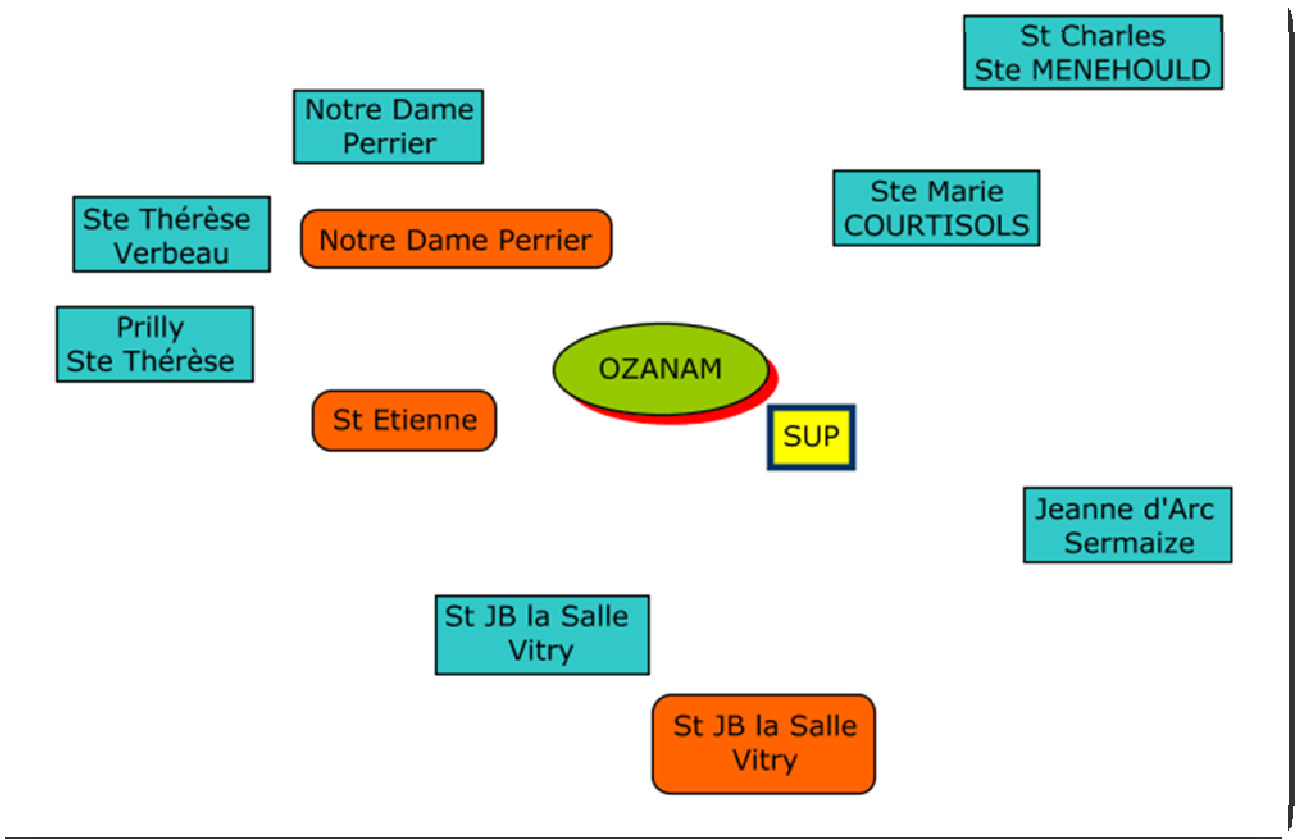 St Charles
Ste MENEHOULD
Notre Dame
Perrier
Ste Marie
COURTISOLS
Ste Thérèse
Verbeau
Notre Dame Perrier
Prilly
Ste Thérèse
OZANAM
St Etienne
SUP
Jeanne d'Arc
Sermaize
St JB la Salle
Vitry
St JB la Salle
Vitry